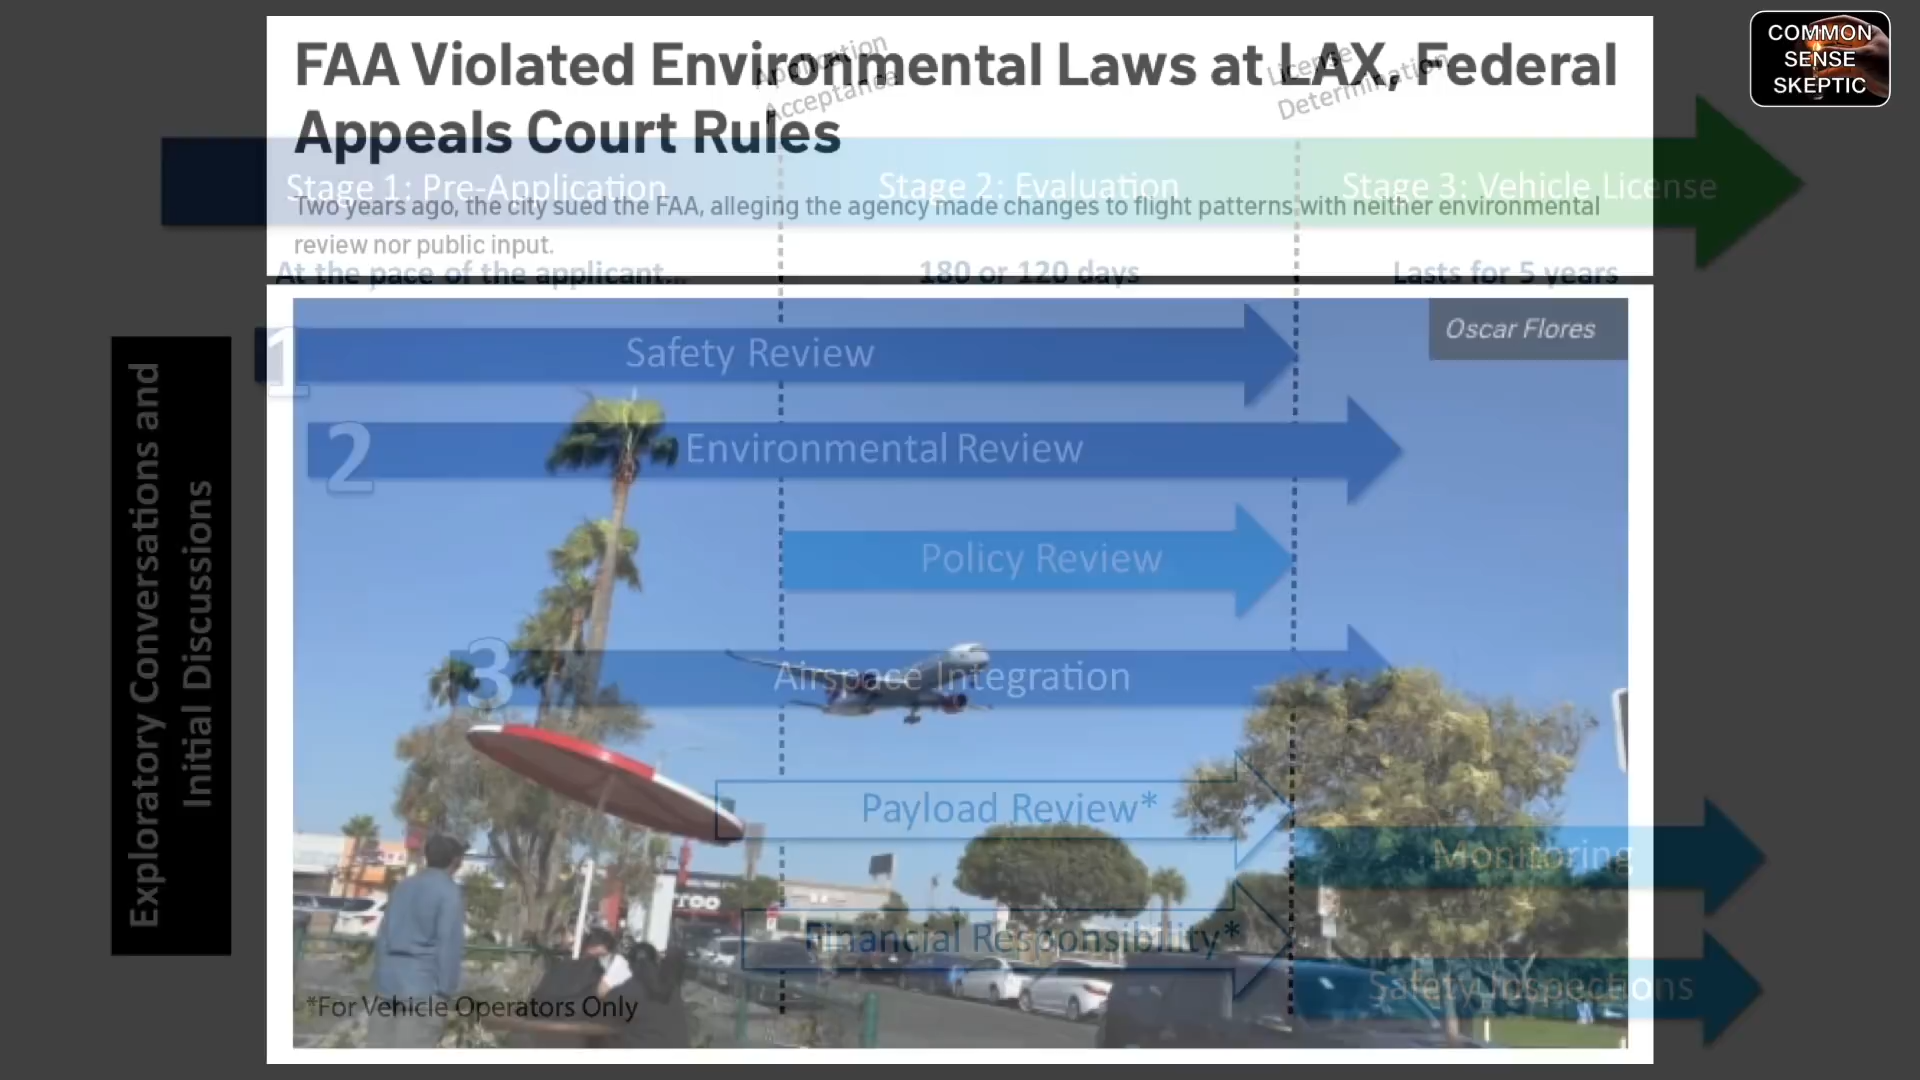 COMMON
SENSE
SKEPTIC
FAA Violated Environmental Laws at LAX, Federal
Appeals Court Rules
Application
Acceptance
License
Determination
Stage 1: Pre-Application
Stage 2: Evaluation
Stage 3: Vehicle License
Two years ago, the city sued the FAA, alleging the agency made changes to flight patterns with neither environmental
review nor public input.
At the pace of the applicant...
180 or 120 days
Lasts for 5 years
Oscar Flores
Exploratory Conversations and
Initial Discussions
1
Safety Review
2
Environmental Review
Policy Review
3
Airspace Integration
Payload Review*
Monitoring
Financial Responsibility*
Safety Inspections
*For Vehicle Operators Only